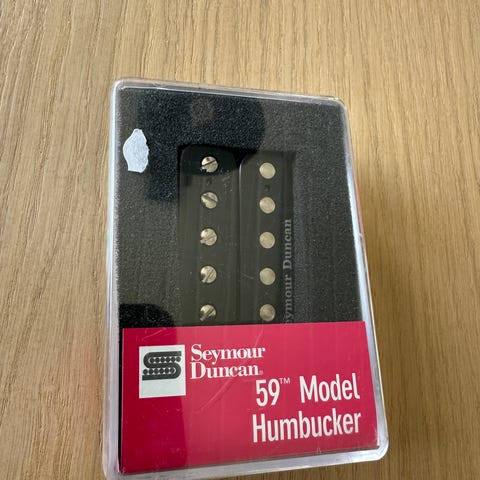 Seymour Duncan
Seymour
Duncan®
59™ Model
Humbucker